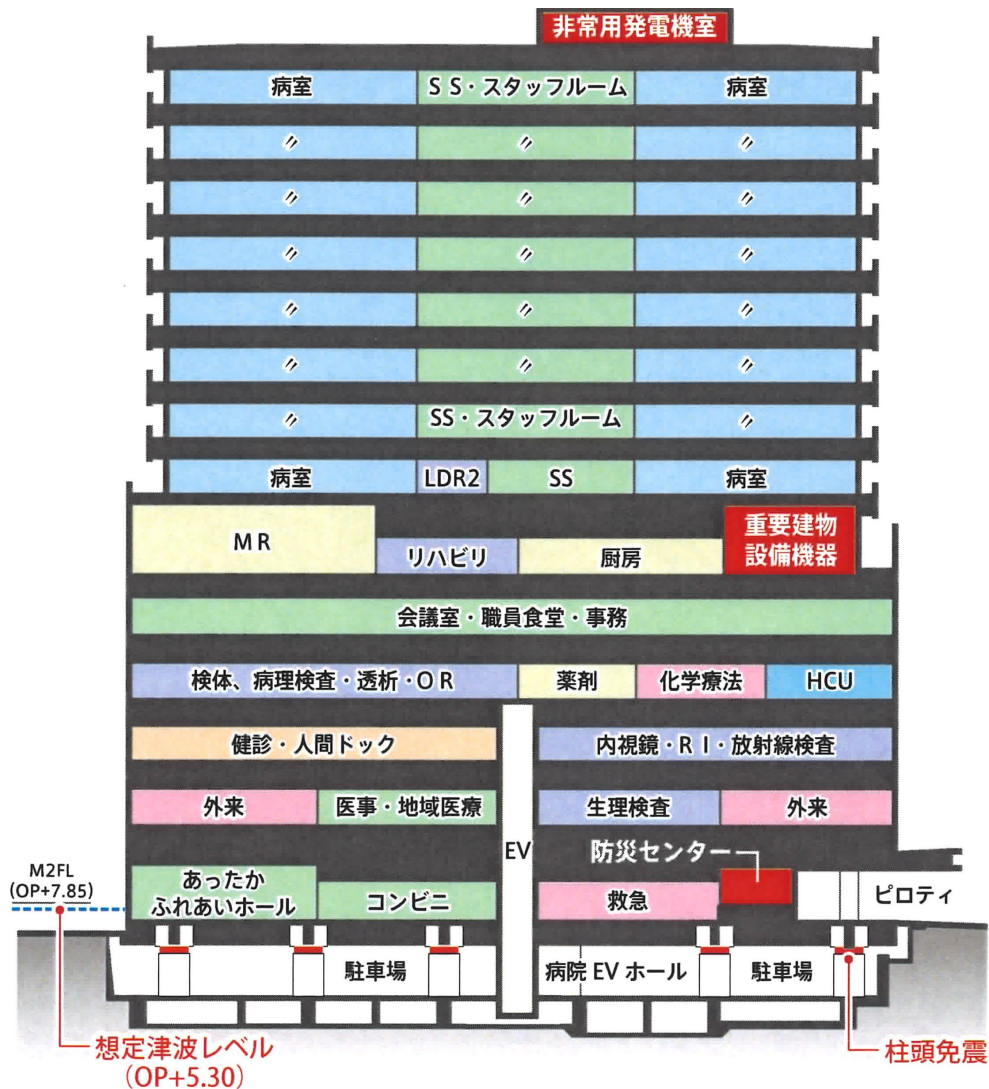 非常用発電機室
病室 SS・スタッフルーム 病室
〃 〃 〃
〃 〃 〃
〃 〃 〃
〃 〃 〃
〃 〃 〃
〃 SS・スタッフルーム 〃
病室 LDR2 SS 病室
MR リハビリ 厨房 重要建物
設備機器
会議室・職員食堂・事務
検体、病理検査・透析・OR 薬剤 化学療法 HCU
健診・人間ドック 内視鏡・RI・放射線検査
外来 医事・地域医療 生理検査 外来
EV 防災センター
M2FL
(OP+7.85)
あったか
ふれあいホール コンビニ 救急 ピロティ
駐車場 病院EVホール 駐車場
想定津波レベル
(OP+5.30)
柱頭免震